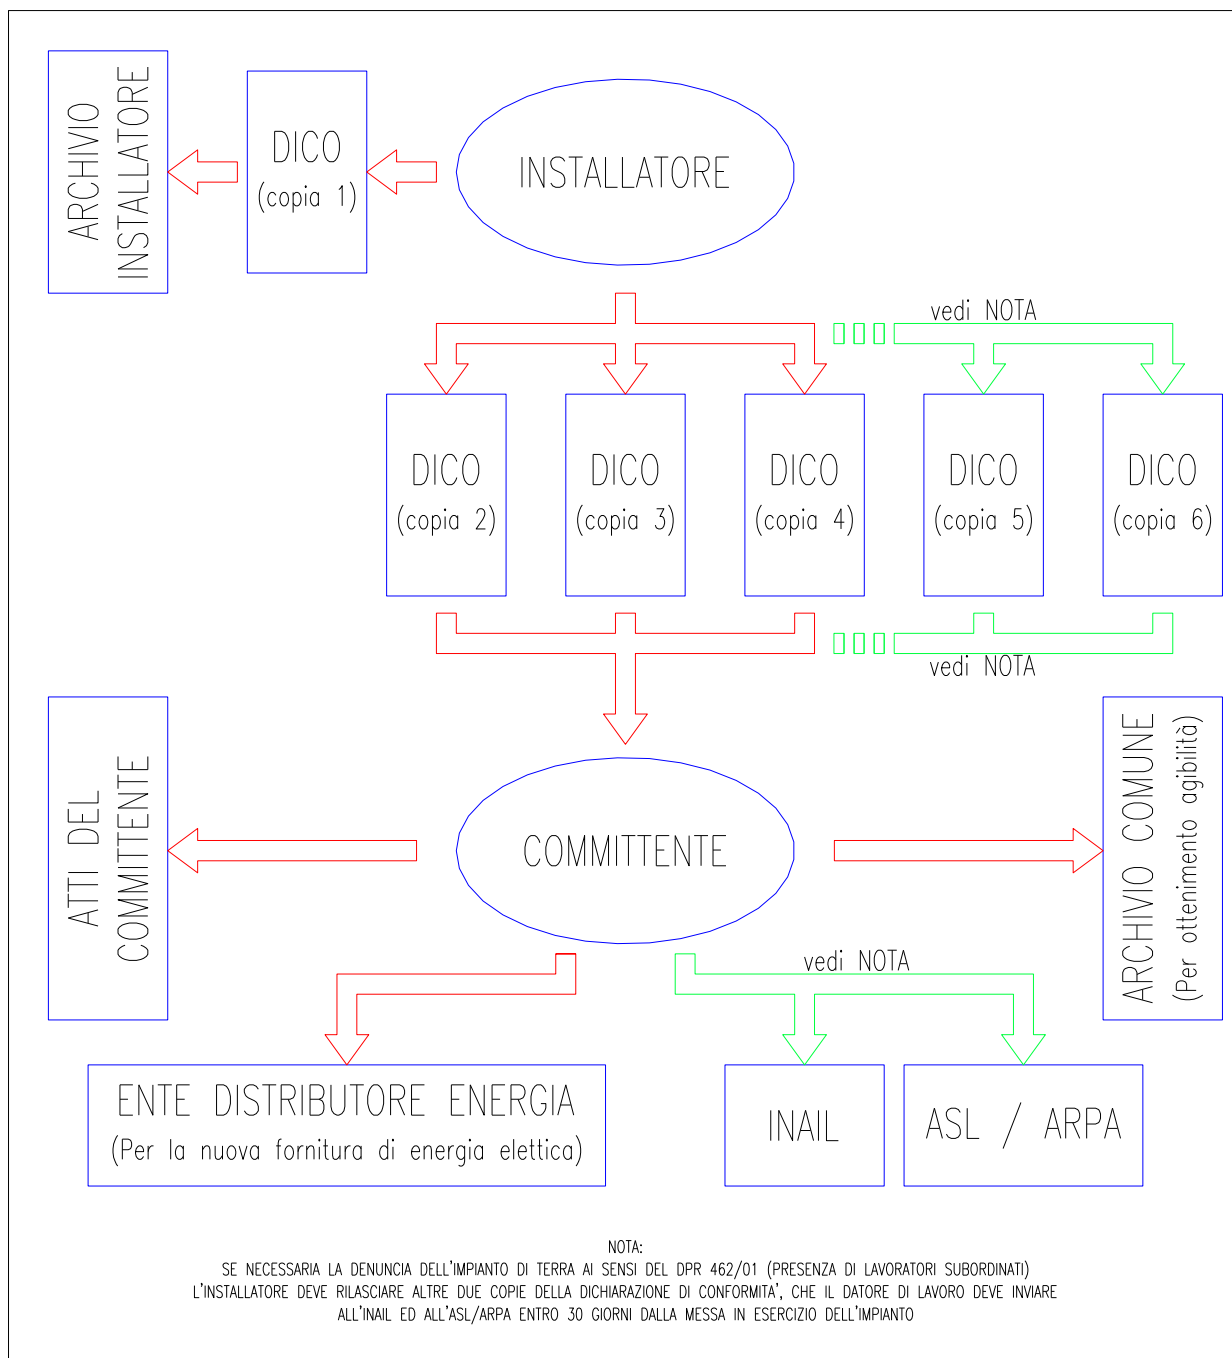 ARCHIVIO
INSTALLATORE
DICO
(copia 1)
INSTALLATORE
vedi NOTA
DICO
(copia 2)
DICO
(copia 3)
DICO
(copia 4)
DICO
(copia 5)
DICO
(copia 6)
vedi NOTA
ATTI DEL
COMMITTENTE
COMMITTENTE
ARCHIVIO COMUNE
(Per ottenimento agibilità)
vedi NOTA
ENTE DISTRIBUTORE ENERGIA
(Per la nuova fornitura di energia elettica)
INAIL
ASL / ARPA
NOTA:
SE NECESSARIA LA DENUNCIA DELL'IMPIANTO DI TERRA AI SENSI DEL DPR 462/01 (PRESENZA DI LAVORATORI SUBORDINATI)
L'INSTALLATORE DEVE RILASCIARE ALTRE DUE COPIE DELLA DICHIARAZIONE DI CONFORMITA', CHE IL DATORE DI LAVORO DEVE INVIARE
ALL'INAIL ED ALL'ASL/ARPA ENTRO 30 GIORNI DALLA MESSA IN ESERCIZIO DELL'IMPIANTO